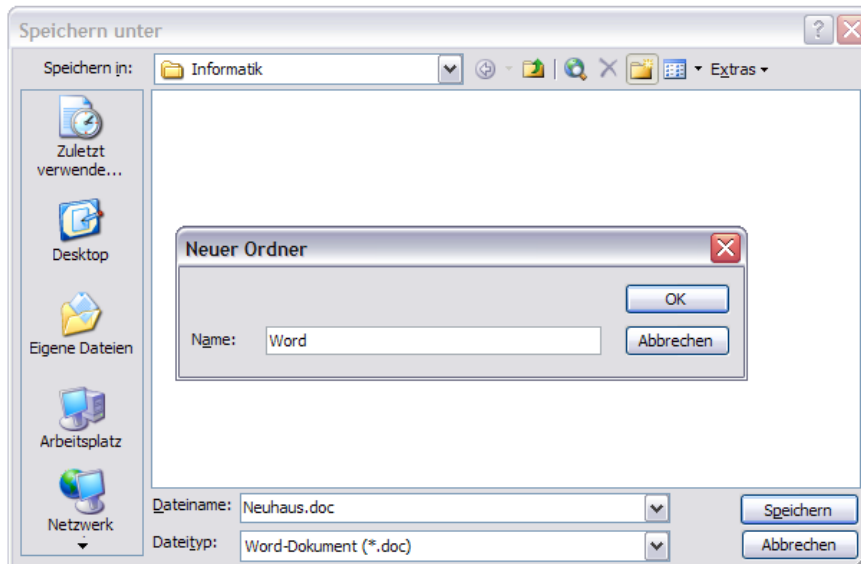 Speichern unter
Speichern in:
Informatik
Extras
Zuletzt
verwende...
Desktop
Eigene Dateien
Arbeitsplatz
Netzwerk
Neuer Ordner
OK
Name:
Word
Abbrechen
Dateiname:
Neuhaus.doc
Speichern
Dateityp:
Word-Dokument (*.doc)
Abbrechen